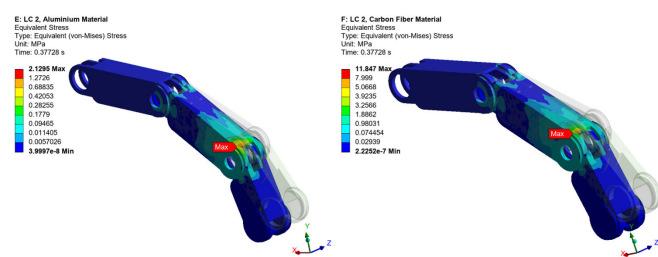 E: LC 2, Aluminium Material
Equivalent Stress
Type: Equivalent (von-Mises) Stress
Unit: MPa
Time: 0.37728 s
2.1295 Max
1.2726
0.68835
0.42053
0.28255
0.1779
0.09465
0.011405
0.0057026
3.9997e-8 Min
Max
Y
X
Z
F: LC 2, Carbon Fiber Material
Equivalent Stress
Type: Equivalent (von-Mises) Stress
Unit: MPa
Time: 0.37728 s
11.847 Max
7.999
5.0668
3.9235
3.2566
1.8862
0.98031
0.074454
0.02939
2.2252e-7 Min
Max
Y
X
Z